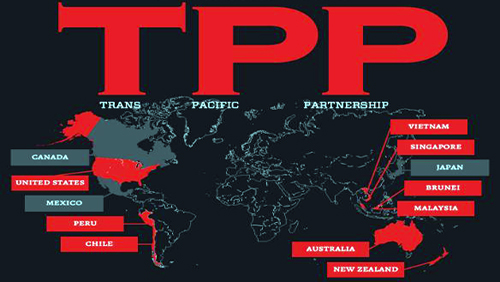 TPP
TRANS PACIFIC PARTNERSHIP
VIETNAM
SINGAPORE
CANADA
JAPAN
UNITED STATES
BRUNEI
MEXICO
MALAYSIA
PERU
CHILE
AUSTRALIA
NEW ZEALAND